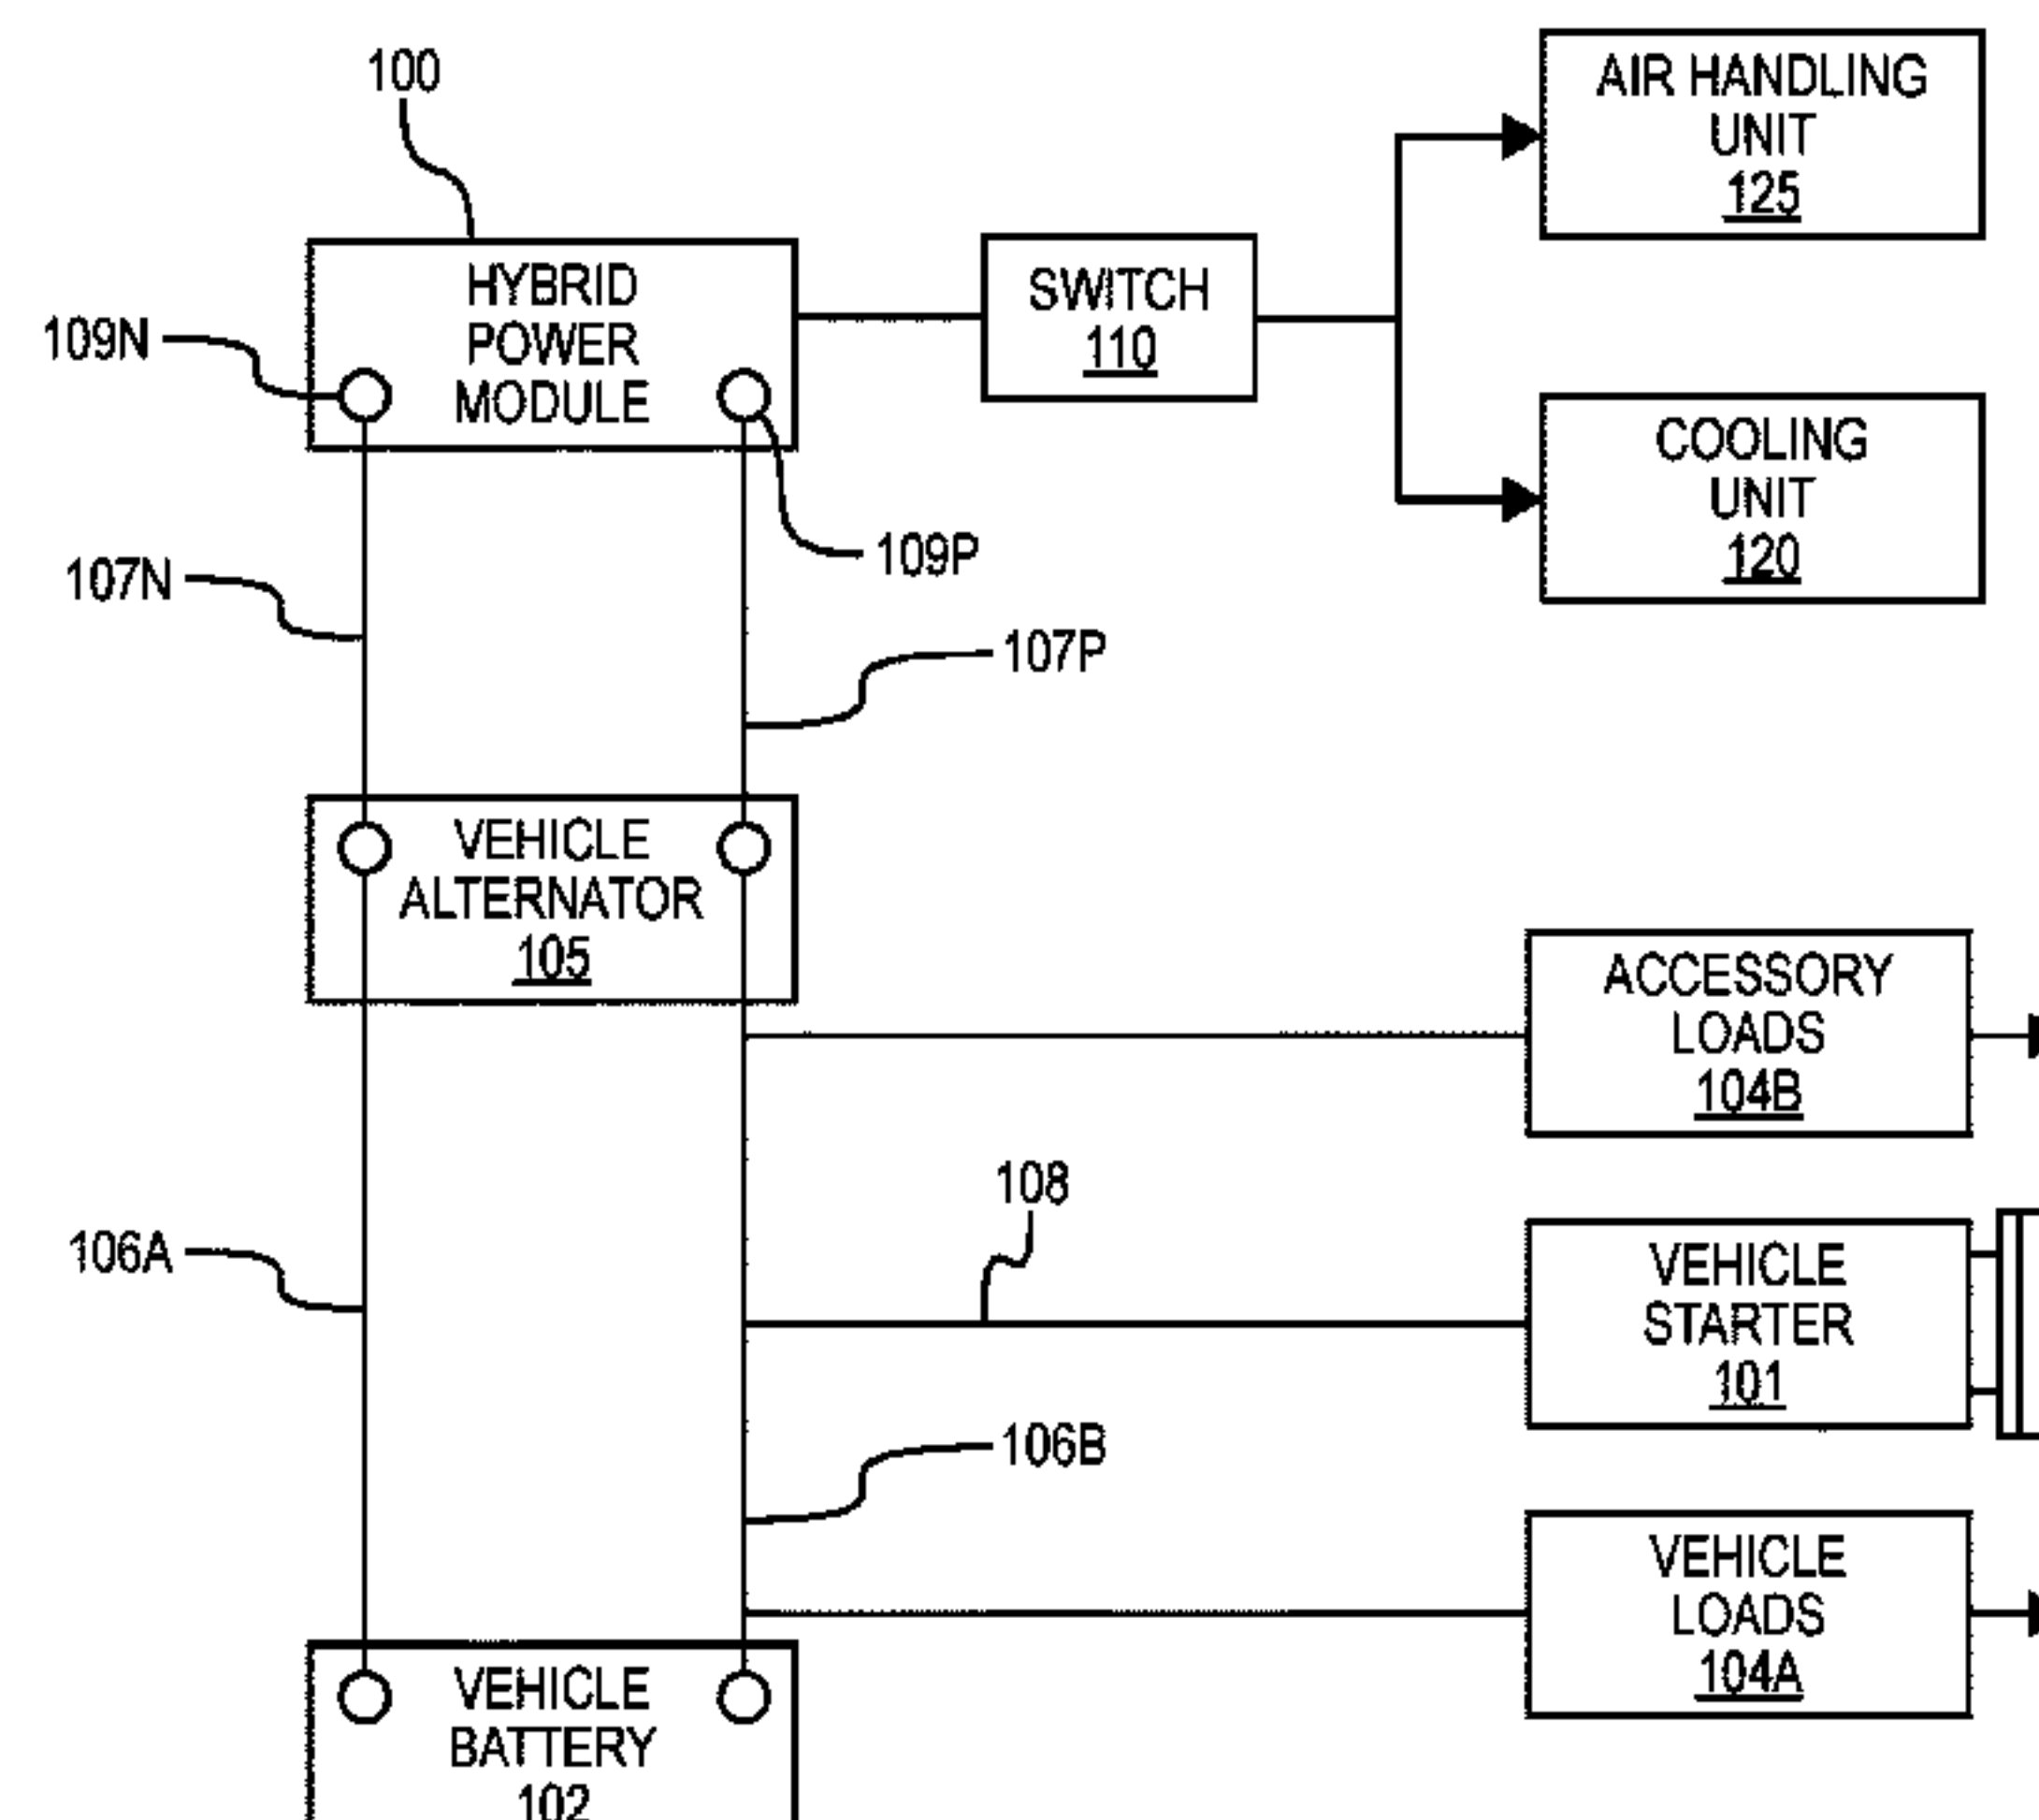 100
AIR HANDLING
UNIT
125
HYBRID
POWER
MODULE
SWITCH
110
109N
COOLING
UNIT
120
109P
107N
107P
VEHICLE
ALTERNATOR
105
ACCESSORY
LOADS
104B
108
106A
VEHICLE
STARTER
101
106B
VEHICLE
LOADS
104A
VEHICLE
BATTERY
102